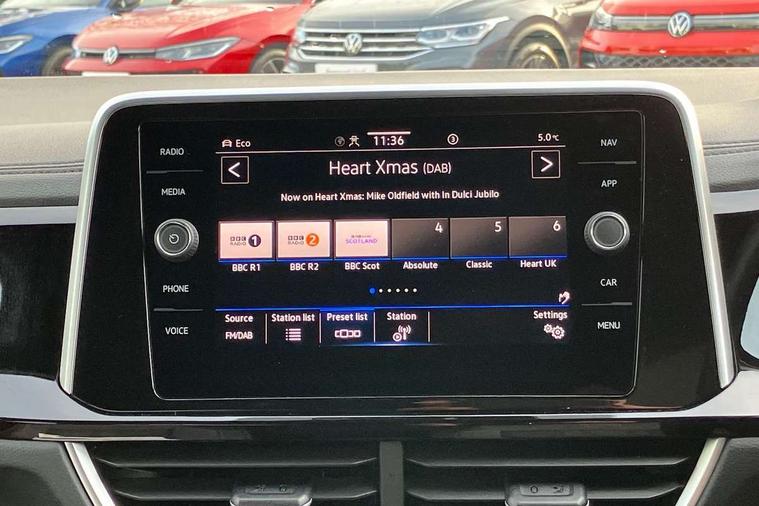 RADIO
MEDIA
PHONE
VOICE
NAV
APP
CAR
MENU
Eco 11:36 3 5.0°C
< Heart Xmas (DAB) >
Now on Heart Xmas: Mike Oldfield with In Dulci Jubilo
BBC RADIO 1 BBC RADIO 2 SCOTLAND 4 5 6
BBC R1 BBC R2 BBC Scot Absolute Classic Heart UK
Source Station list Preset list Station Settings
FM/DAB